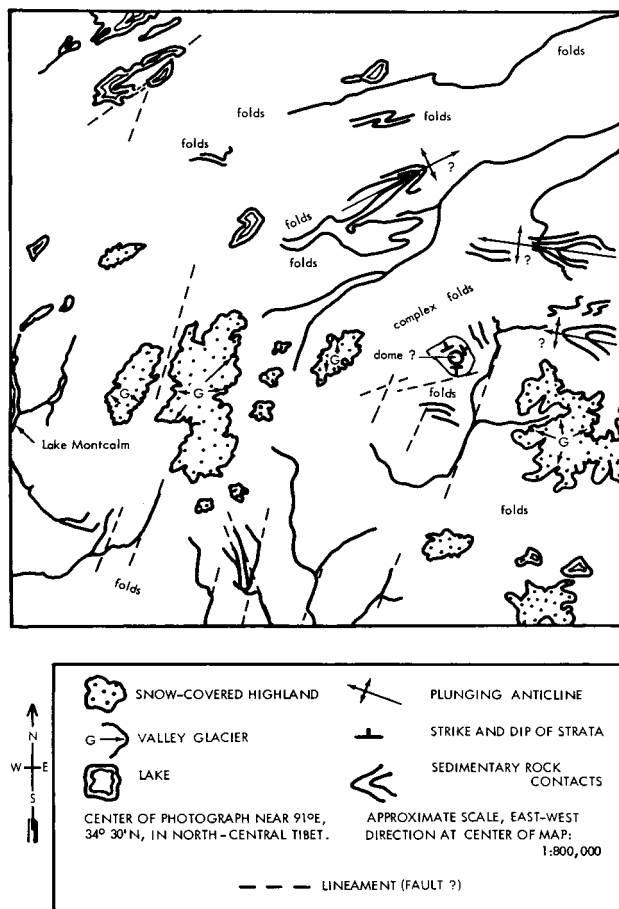 folds
folds
folds
folds
?
folds
folds
?
complex folds
?
G
dome ?
G
G
folds
G
Lake Montcalm
folds
folds
SNOW-COVERED HIGHLAND
PLUNGING ANTICLINE
N
G
VALLEY GLACIER
STRIKE AND DIP OF STRATA
W
E
LAKE
SEDIMENTARY ROCK
CONTACTS
S
CENTER OF PHOTOGRAPH NEAR 91°E,
34° 30'N, IN NORTH-CENTRAL TIBET.
APPROXIMATE SCALE, EAST-WEST
DIRECTION AT CENTER OF MAP:
1:800,000
LINEAMENT (FAULT ?)